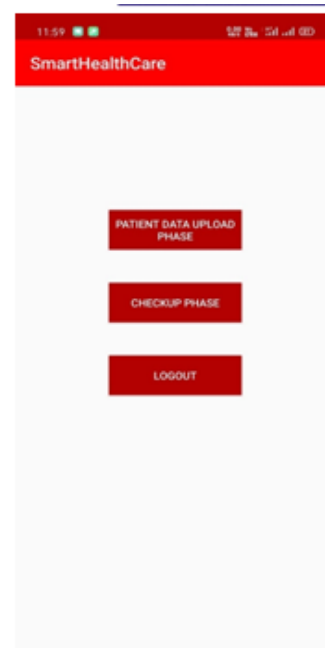 11:59
SmartHealthCare
PATIENT DATA UPLOAD
PHASE
CHECKUP PHASE
LOGOUT